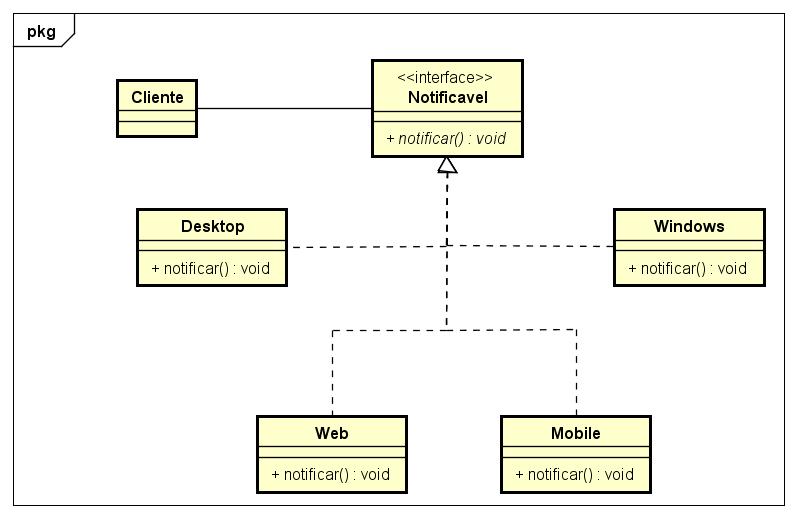 pkg
<<interface>>
Notificavel
+ notificar() : void
Cliente
Desktop
+ notificar() : void
Windows
+ notificar() : void
Web
+ notificar() : void
Mobile
+ notificar() : void